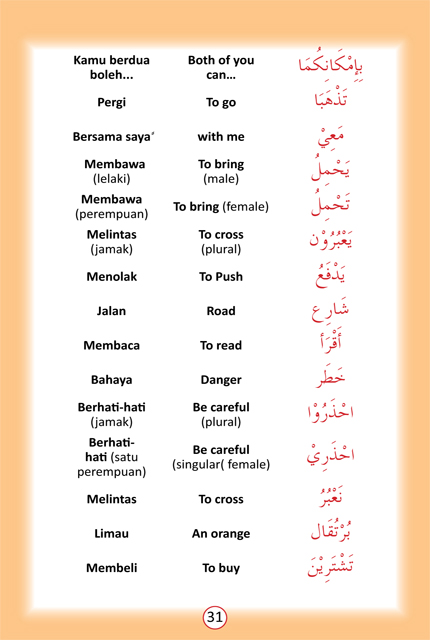 Kamu berdua Both of you بِإِمْكَانِكُمَا
boleh... can...
Pergi To go تَذْهَبَا
Bersama saya’ with me مَعِيْ
Membawa To bring يَحْمِلُ
(lelaki) (male)
Membawa To bring (female) تَحْمِلُ
(perempuan)
Melintas To cross يَعْبُرُوْن
(jamak) (plural)
Menolak To Push يَدْفَعُ
Jalan Road شَارِع
Membaca To read أَقْرَأ
Bahaya Danger خَطَر
Berhati-hati Be careful احْذَرُوْا
(jamak) (plural)
Berhati-
hati (satu Be careful احْذَرِيْ
perempuan) (singular( female)
Melintas To cross نَعْبُرُ
Limau An orange بُرْتُقَال
Membeli To buy تَشْتَرِيْنَ
31